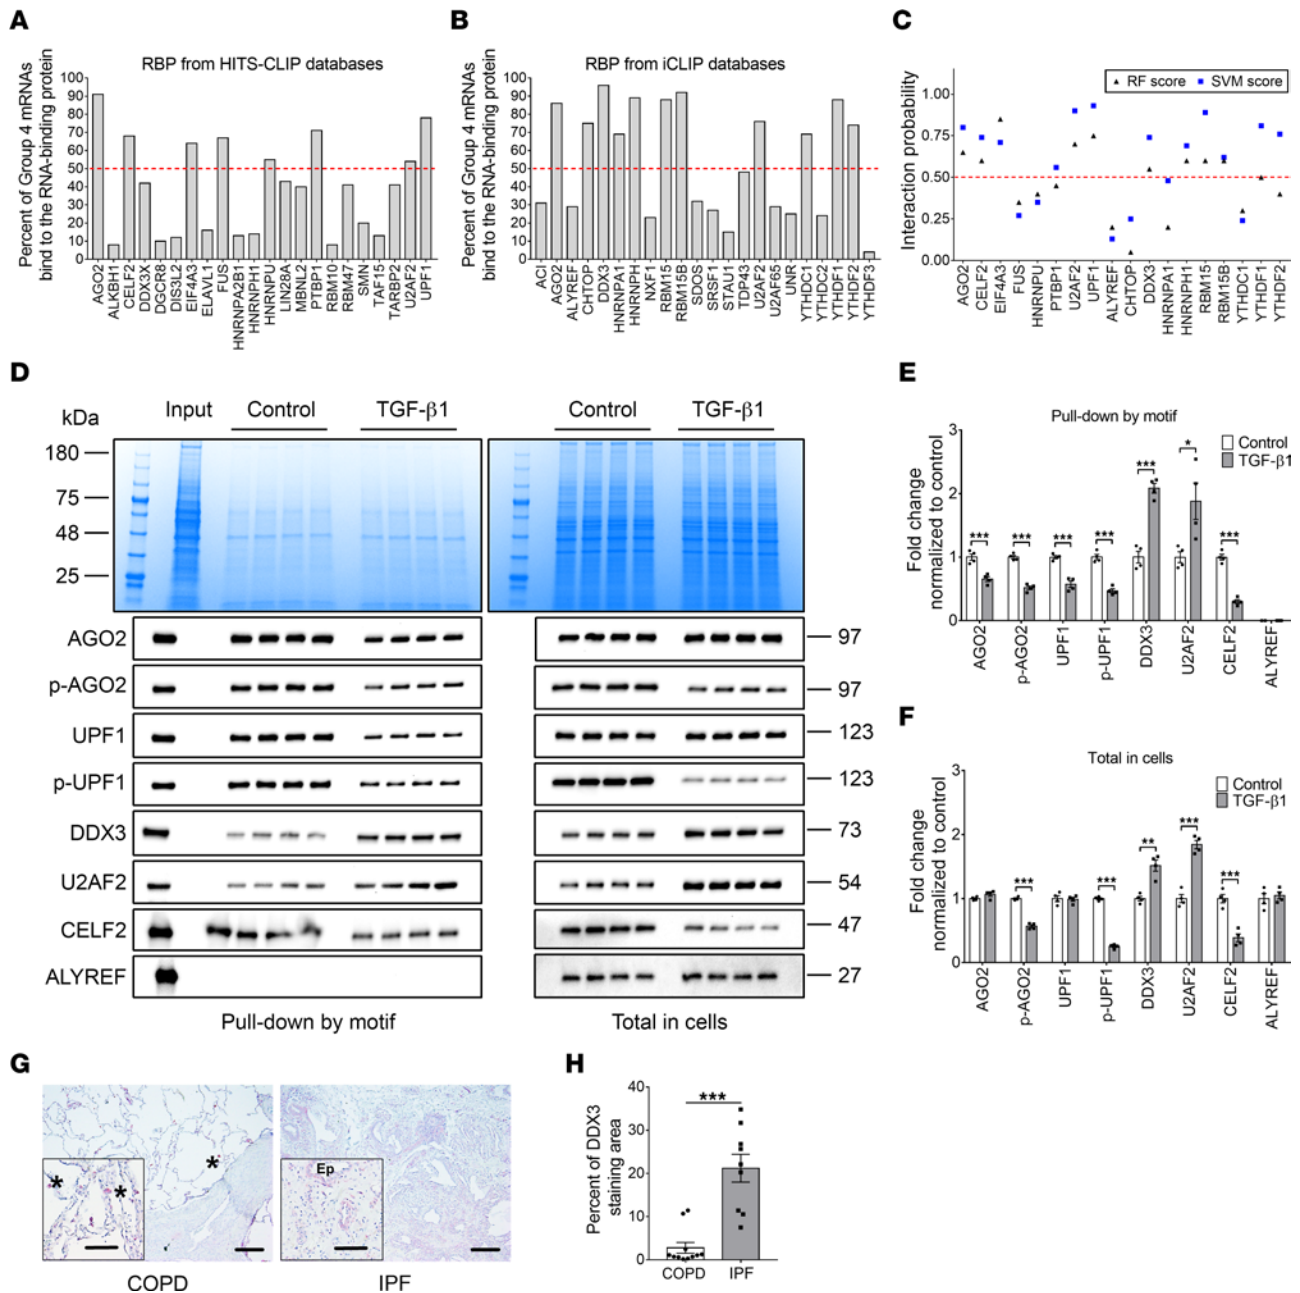 A
RBP from HITS-CLIP databases
Percent of Group 4 mRNAs
bind to the RNA-binding protein
100
90
80
70
60
50
40
30
20
10
0
AGO2
ALKBH1
CELF2
DDX3X
DGCR8
DIS3L2
EIF4A3
ELAVL1
FUS
HNRNPA2B1
HNRNPH1
HNRNPU
LIN28A
MBNL2
PTBP1
RBM10
RBM47
SMN
TAF15
TARBP2
U2AF2
UPF1
B
RBP from iCLIP databases
Percent of Group 4 mRNAs
bind to the RNA-binding protein
100
90
80
70
60
50
40
30
20
10
0
ACI
AGO2
ALYREF
CHTOP
DDX3
HNRNPA1
HNRNPH
NXF1
RBM15
RBM15B
SDOS
SRSF1
STAU1
TDP43
U2AF2
U2AF65
UNR
YTHDC1
YTHDC2
YTHDF1
YTHDF2
YTHDF3
C
RF score
SVM score
Interaction probability
1.00
0.75
0.50
0.25
0.00
AGO2
CELF2
EIF4A3
FUS
HNRNPU
PTBP1
U2AF2
UPF1
ALYREF
CHTOP
DDX3
HNRNPA1
HNRNPH1
RBM15
RBM15B
YTHDC1
YTHDF1
YTHDF2
D
kDa
Input
Control
TGF-β1
Control
TGF-β1
180
75
48
25
AGO2
97
p-AGO2
97
UPF1
123
p-UPF1
123
DDX3
73
U2AF2
54
CELF2
47
ALYREF
27
Pull-down by motif
Total in cells
E
Pull-down by motif
Fold change
normalized to control
3
2
1
0
Control
TGF-β1
***
***
***
***
***
*
***
AGO2
p-AGO2
UPF1
p-UPF1
DDX3
U2AF2
CELF2
ALYREF
F
Total in cells
Fold change
normalized to control
3
2
1
0
Control
TGF-β1
***
***
**
***
***
AGO2
p-AGO2
UPF1
p-UPF1
DDX3
U2AF2
CELF2
ALYREF
G
*
*
*
Ep
COPD
IPF
H
Percent of DDX3
staining area
40
30
20
10
0
***
COPD
IPF